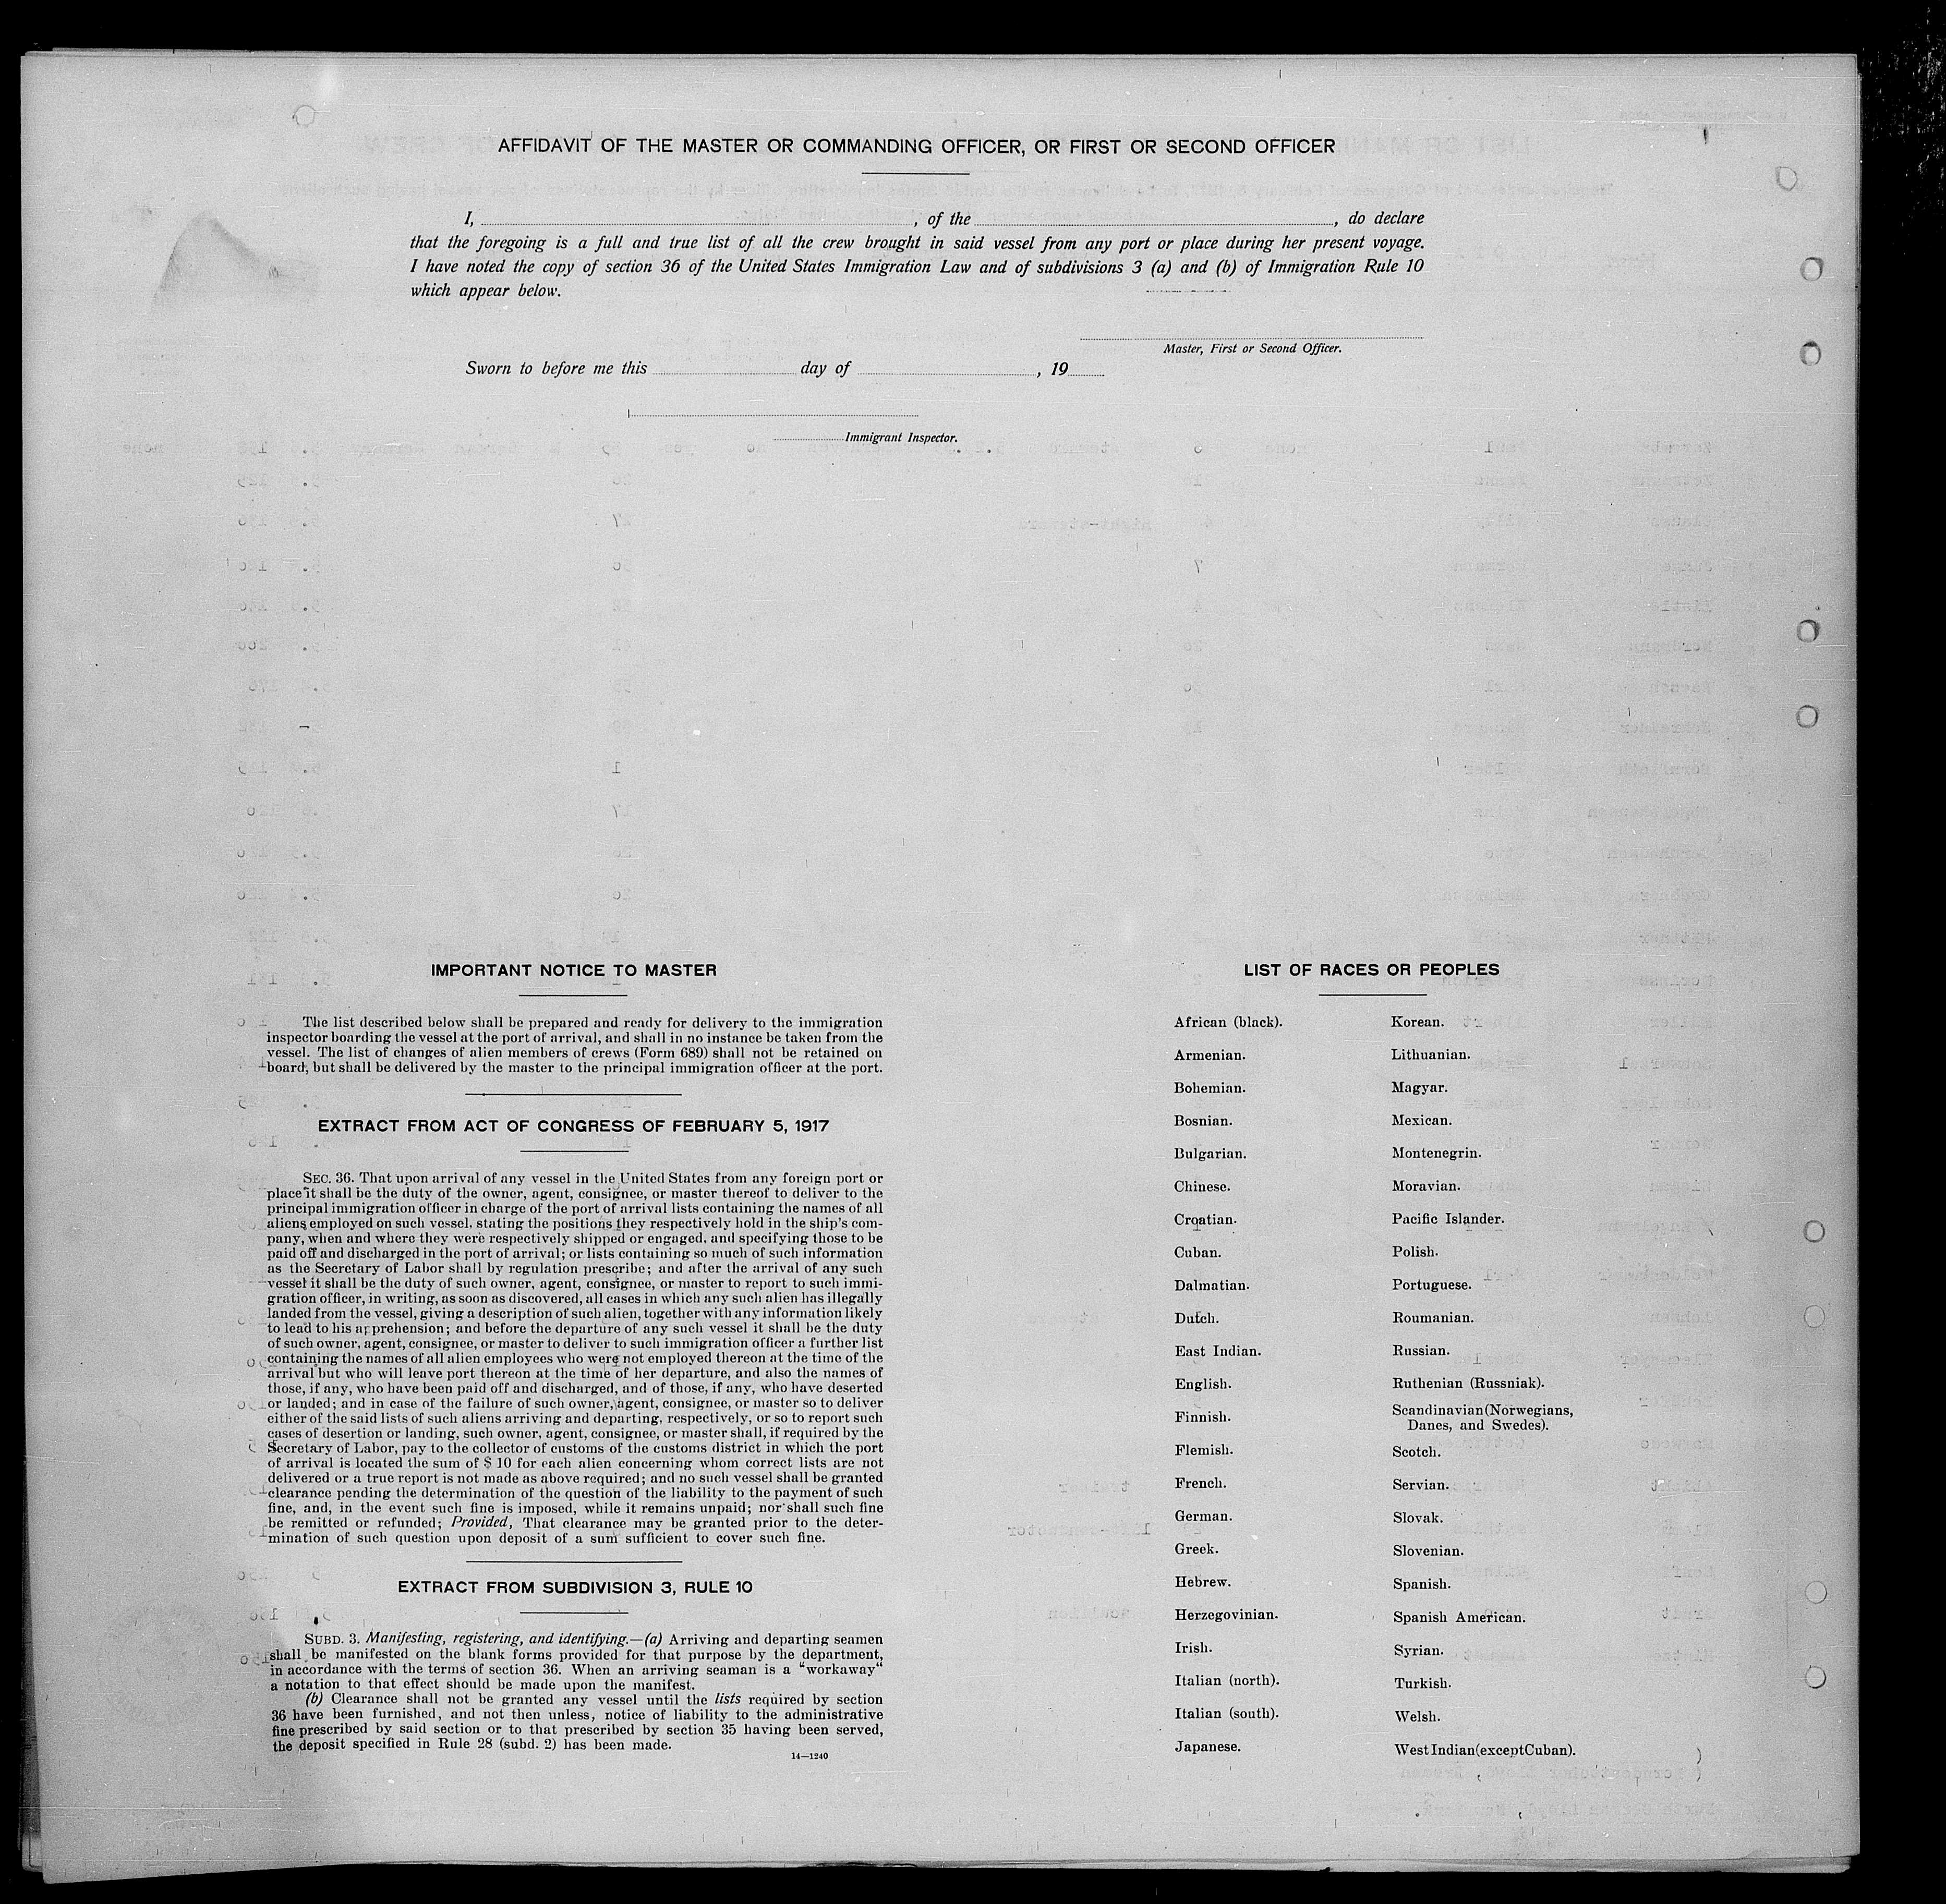 AFFIDAVIT OF THE MASTER OR COMMANDING OFFICER, OR FIRST OR SECOND OFFICER
I, , of the , do declare
that the foregoing is a full and true list of all the crew brought in said vessel from any port or place during her present voyage.
I have noted the copy of section 36 of the United States Immigration Law and of subdivisions 3 (a) and (b) of Immigration Rule 10
which appear below.
Master, First or Second Officer.
Sworn to before me this day of , 19
Immigrant Inspector.
IMPORTANT NOTICE TO MASTER
The list described below shall be prepared and ready for delivery to the immigration
inspector boarding the vessel at the port of arrival, and shall in no instance be taken from the
vessel. The list of changes of alien members of crews (Form 689) shall not be retained on
board, but shall be delivered by the master to the principal immigration officer at the port.
EXTRACT FROM ACT OF CONGRESS OF FEBRUARY 5, 1917
SEC. 36. That upon arrival of any vessel in the United States from any foreign port or
place it shall be the duty of the owner, agent, consignee, or master thereof to deliver to the
principal immigration officer in charge of the port of arrival lists containing the names of all
aliens employed on such vessel, stating the positions they respectively hold in the ship's com-
pany, when and where they were respectively shipped or engaged, and specifying those to be
paid off and discharged in the port of arrival; or lists containing so much of such information
as the Secretary of Labor shall by regulation prescribe; and after the arrival of any such
vessel it shall be the duty of such owner, agent, consignee, or master to report to such immi-
gration officer, in writing, as soon as discovered, all cases in which any such alien has illegally
landed from the vessel, giving a description of such alien, together with any information likely
to lead to his apprehension; and before the departure of any such vessel it shall be the duty
of such owner, agent, consignee, or master to deliver to such immigration officer a further list
containing the names of all alien employees who were not employed thereon at the time of the
arrival but who will leave port thereon at the time of her departure, and also the names of
those, if any, who have been paid off and discharged, and of those, if any, who have deserted
or landed; and in case of the failure of such owner, agent, consignee, or master so to deliver
either of the said lists of such aliens arriving and departing, respectively, or so to report such
cases of desertion or landing, such owner, agent, consignee, or master shall, if required by the
Secretary of Labor, pay to the collector of customs of the customs district in which the port
of arrival is located the sum of $ 10 for each alien concerning whom correct lists are not
delivered or a true report is not made as above required; and no such vessel shall be granted
clearance pending the determination of the question of the liability to the payment of such
fine, and, in the event such fine is imposed, while it remains unpaid; nor shall such fine
be remitted or refunded; Provided, That clearance may be granted prior to the deter-
mination of such question upon deposit of a sum sufficient to cover such fine.
EXTRACT FROM SUBDIVISION 3, RULE 10
SUBD. 3. Manifesting, registering, and identifying.—(a) Arriving and departing seamen
shall be manifested on the blank forms provided for that purpose by the department,
in accordance with the terms of section 36. When an arriving seaman is a “workaway“
a notation to that effect should be made upon the manifest.
(b) Clearance shall not be granted any vessel until the lists required by section
36 have been furnished, and not then unless, notice of liability to the administrative
fine prescribed by said section or to that prescribed by section 35 having been served,
the deposit specified in Rule 28 (subd. 2) has been made.
14—1240
LIST OF RACES OR PEOPLES
African (black).
Armenian.
Bohemian.
Bosnian.
Bulgarian.
Chinese.
Croatian.
Cuban.
Dalmatian.
Dutch.
East Indian.
English.
Finnish.
Flemish.
French.
German.
Greek.
Hebrew.
Herzegovinian.
Irish.
Italian (north).
Italian (south).
Japanese.
Korean.
Lithuanian.
Magyar.
Mexican.
Montenegrin.
Moravian.
Pacific Islander.
Polish.
Portuguese.
Roumanian.
Russian.
Ruthenian (Russniak).
Scandinavian(Norwegians,
Danes, and Swedes).
Scotch.
Servian.
Slovak.
Slovenian.
Spanish.
Spanish American.
Syrian.
Turkish.
Welsh.
West Indian(except Cuban).